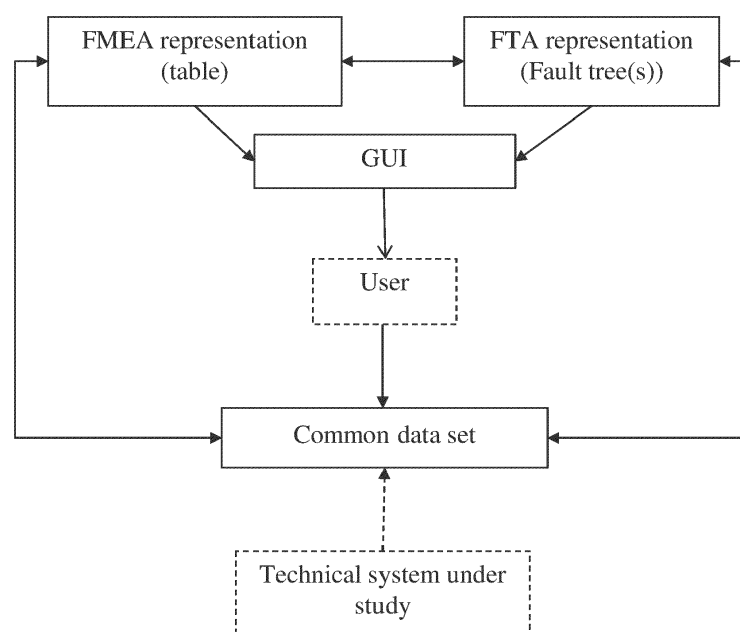 FMEA representation
(table)
FTA representation
(Fault tree(s))
GUI
User
Common data set
Technical system under
study